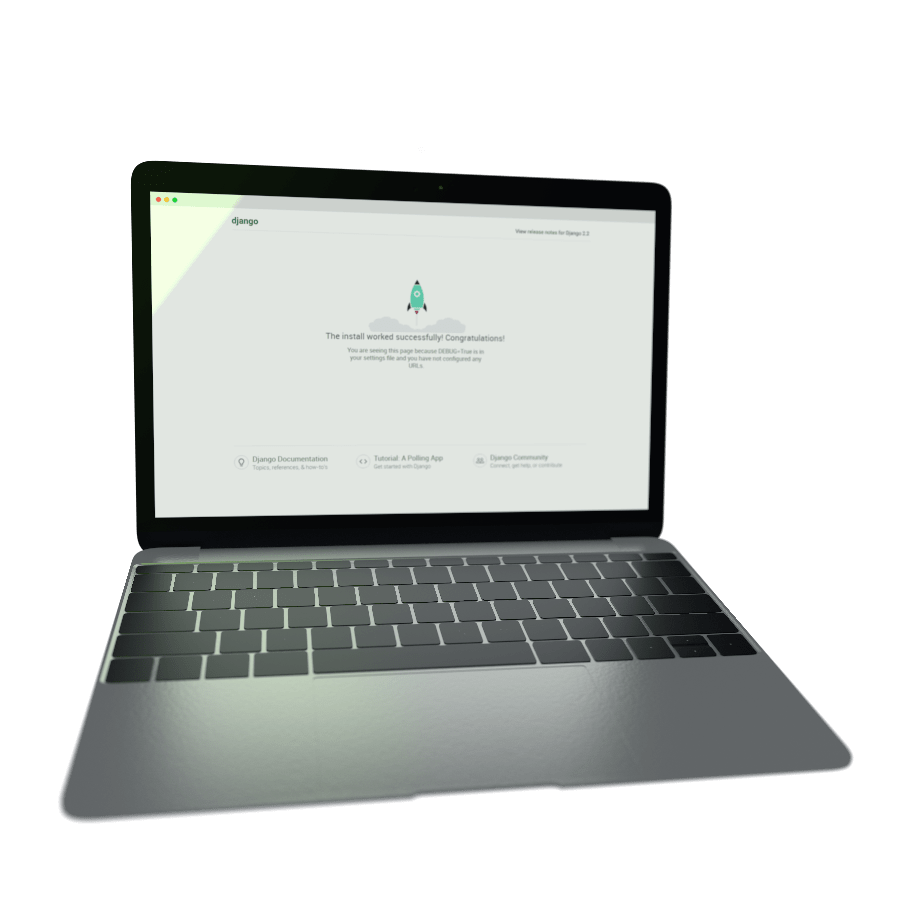 django
View release notes for Django 2.2
The install worked successfully! Congratulations!
You are seeing this page because DEBUG=True is in
your settings file and you have not configured any
URLs.
Django Documentation
Topics, references, & how-to's
Tutorial: A Polling App
Get started with Django
Django Community
Connect, get help, or contribute